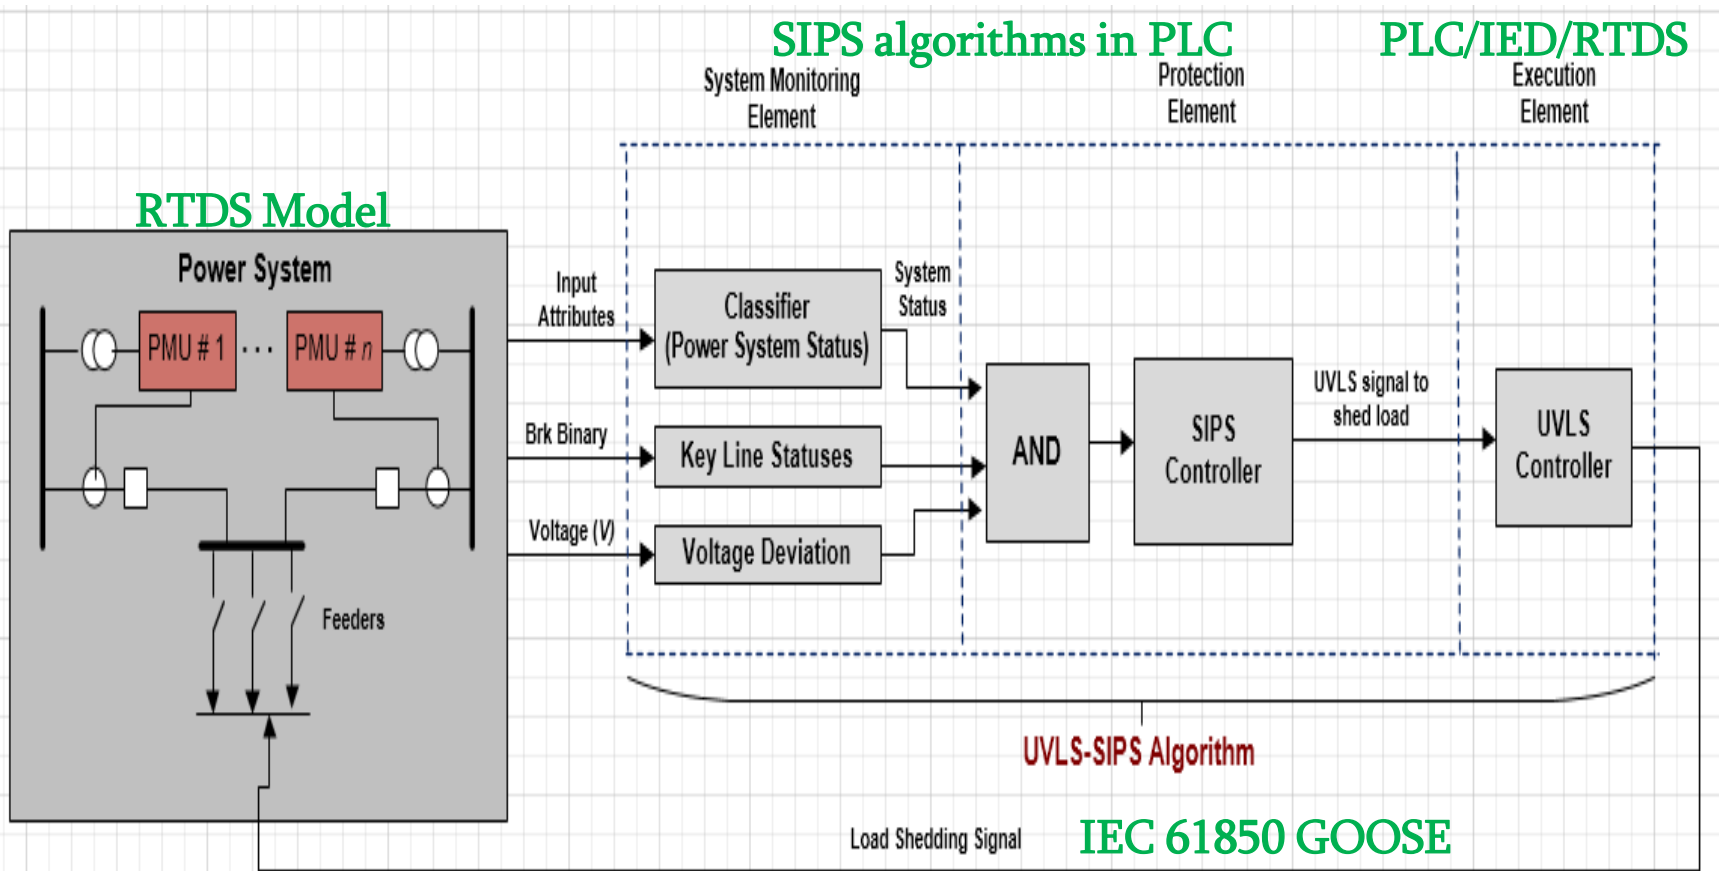 SIPS algorithms in PLC
PLC/IED/RTDS
System Monitoring
Element
Protection
Element
Execution
Element
RTDS Model
Power System
PMU # 1
PMU # n
Feeders
Input
Attributes
Brk Binary
Voltage (V)
Classifier
(Power System Status)
Key Line Statuses
Voltage Deviation
System
Status
AND
SIPS
Controller
UVLS signal to
shed load
UVLS
Controller
UVLS-SIPS Algorithm
Load Shedding Signal
IEC 61850 GOOSE